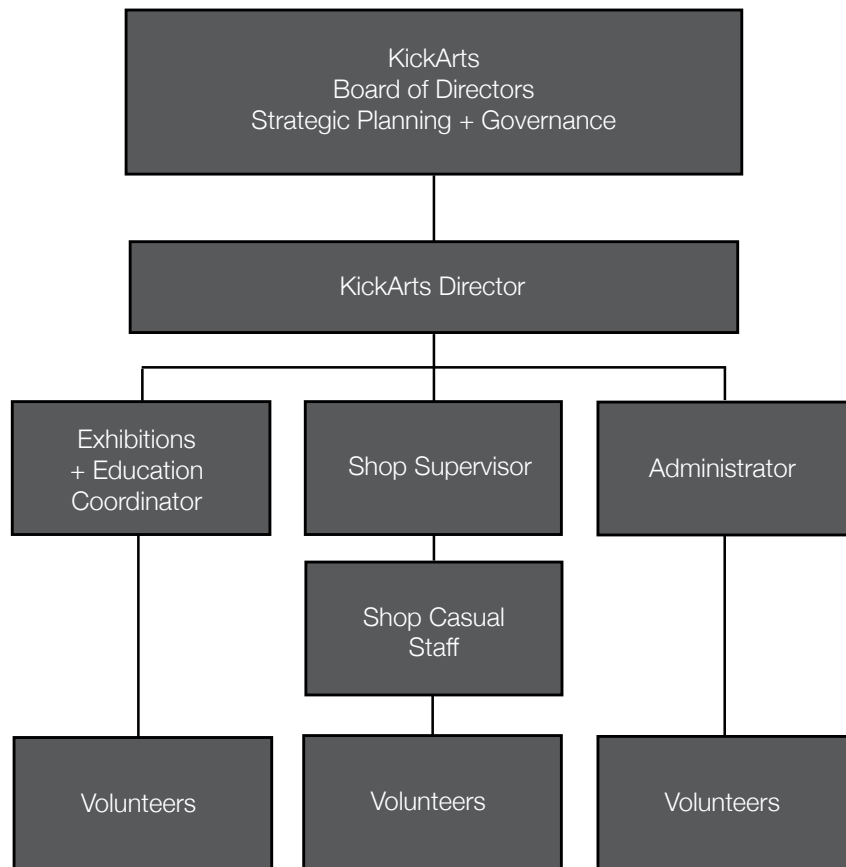 KickArts
Board of Directors
Strategic Planning + Governance
KickArts Director
Exhibitions
+ Education
Coordinator
Shop Supervisor
Administrator
Shop Casual
Staff
Volunteers
Volunteers
Volunteers